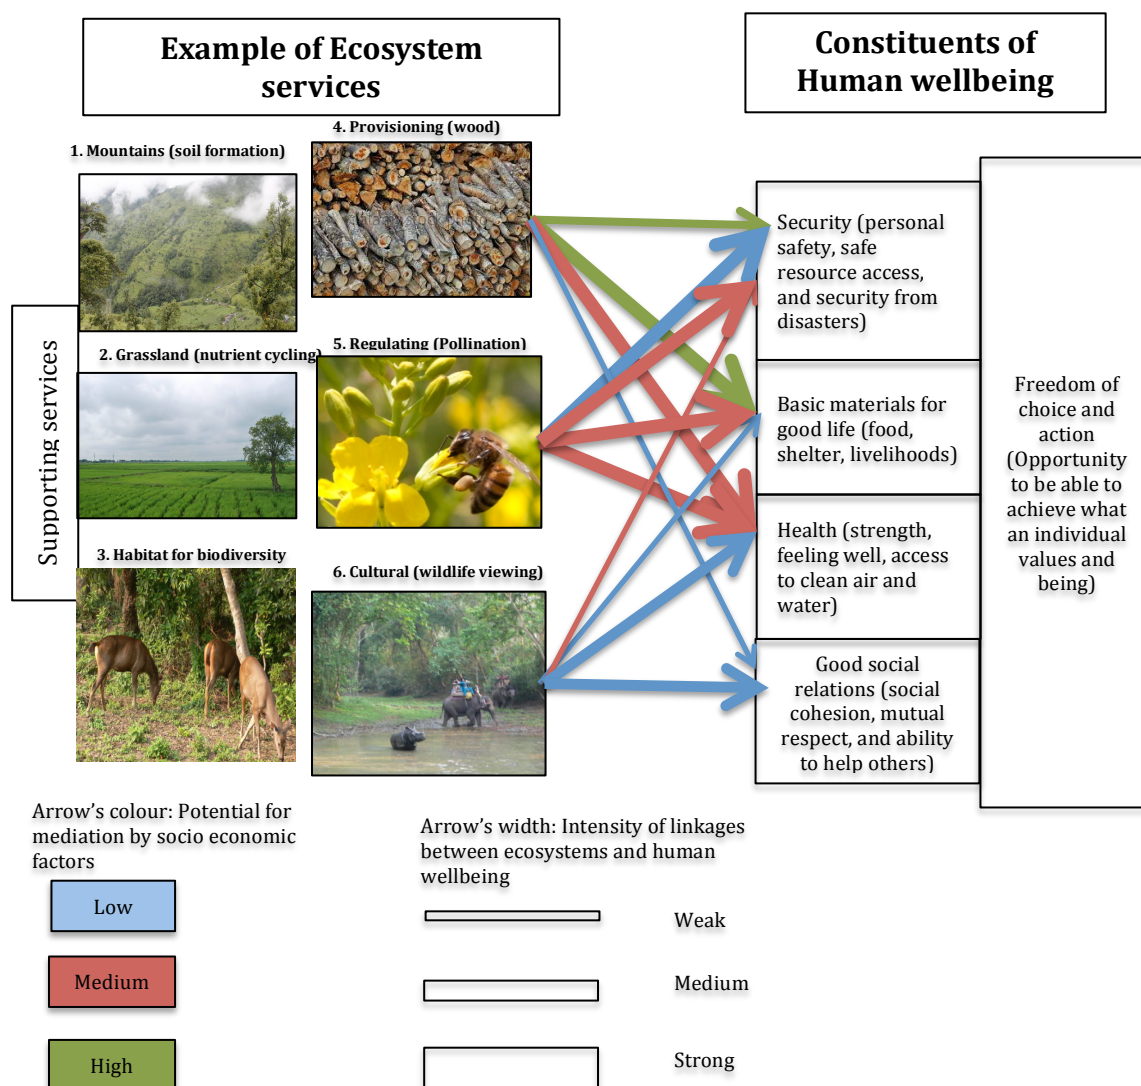 Example of Ecosystem
services
Constituents of
Human wellbeing
4. Provisioning (wood)
1. Mountains (soil formation)
Supporting services
2. Grassland (nutrient cycling)
5. Regulating (Pollination)
3. Habitat for biodiversity
6. Cultural (wildlife viewing)
Security (personal
safety, safe
resource access,
and security from
disasters)
Basic materials for
good life (food,
shelter, livelihoods)
Health (strength,
feeling well, access
to clean air and
water)
Good social
relations (social
cohesion, mutual
respect, and ability
to help others)
Freedom of
choice and
action
(Opportunity
to be able to
achieve what
an individual
values and
being)
Arrow's colour: Potential for
mediation by socio economic
factors
Low
Medium
High
Arrow's width: Intensity of linkages
between ecosystems and human
wellbeing
Weak
Medium
Strong